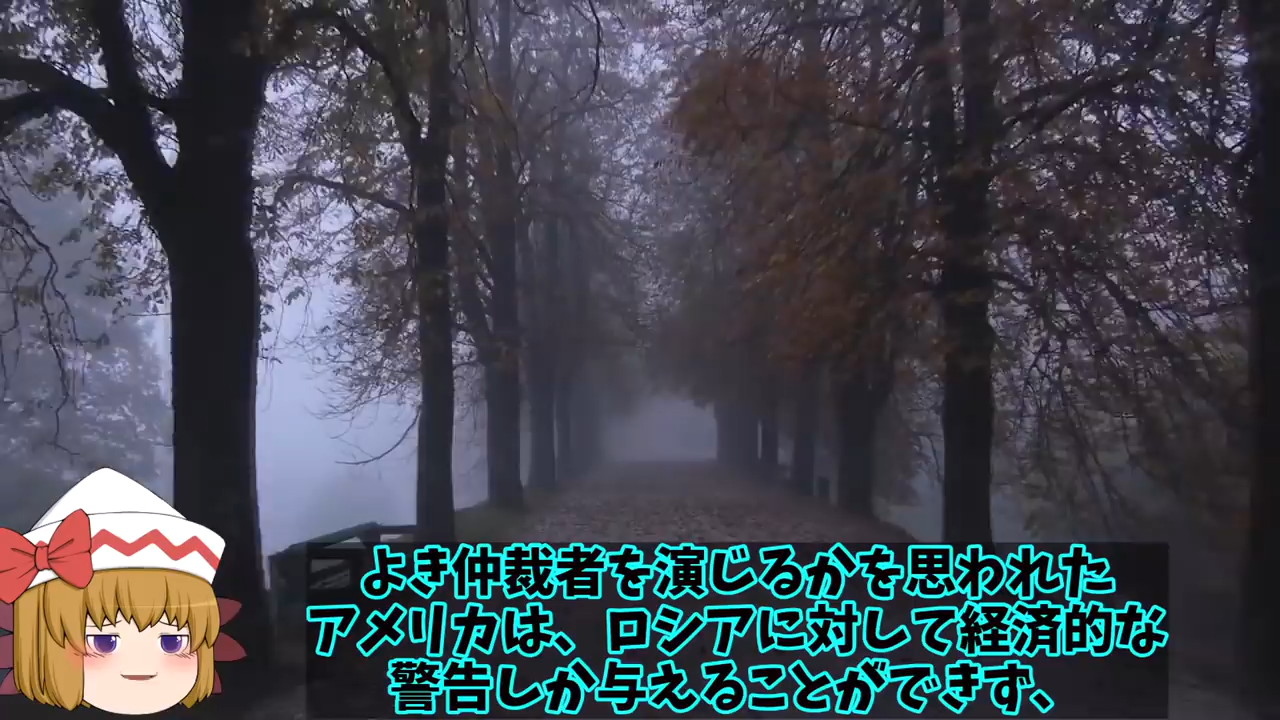 よき仲裁者を演じるかを思われた
アメリカは、ロシアに対して経済的な
警告しか与えることができず、